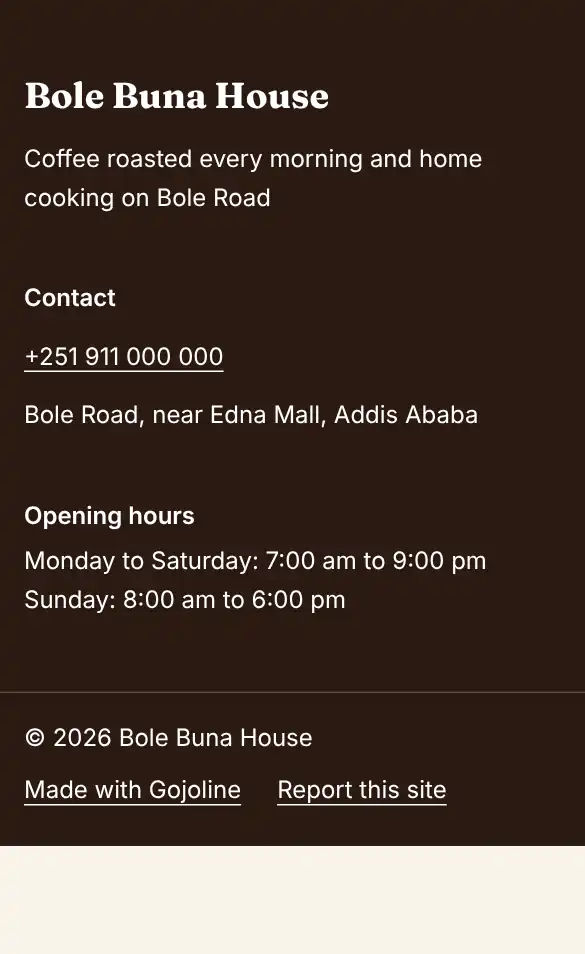 Bole Buna House
Coffee roasted every morning and home
cooking on Bole Road
Contact
+251 911 000 000
Bole Road, near Edna Mall, Addis Ababa
Opening hours
Monday to Saturday: 7:00 am to 9:00 pm
Sunday: 8:00 am to 6:00 pm
© 2026 Bole Buna House
Made with Gojoline Report this site